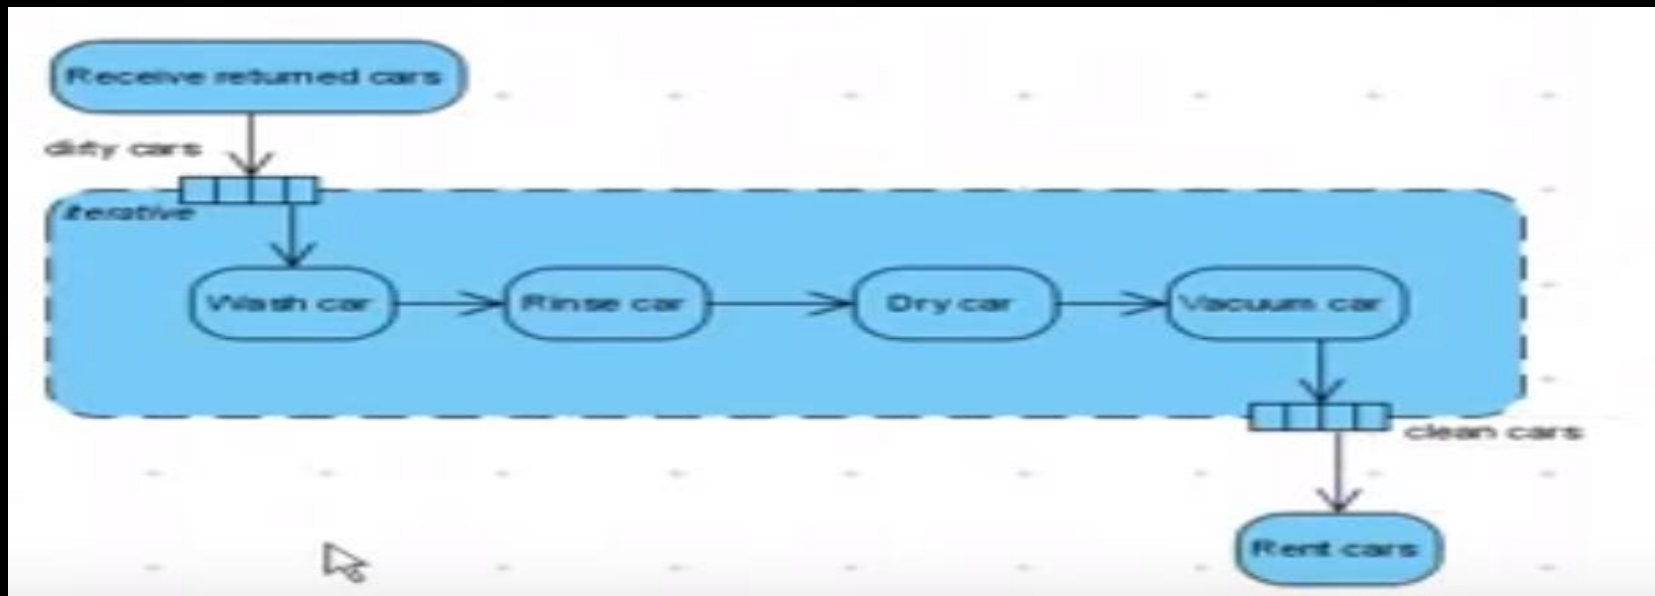 Receive returned cars
dirty cars
iterative
Wash car
Rinse car
Dry car
Vacuum car
clean cars
Rent cars